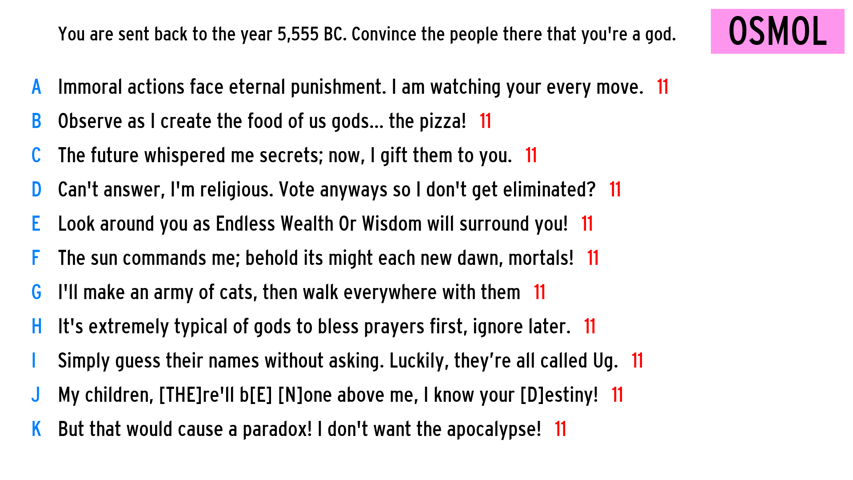 You are sent back to the year 5,555 BC. Convince the people there that you're a god.
OSMOL
A Immoral actions face eternal punishment. I am watching your every move. 11
B Observe as I create the food of us gods... the pizza! 11
C The future whispered me secrets; now, I gift them to you. 11
D Can't answer, I'm religious. Vote anyways so I don't get eliminated? 11
E Look around you as Endless Wealth Or Wisdom will surround you! 11
F The sun commands me; behold its might each new dawn, mortals! 11
G I'll make an army of cats, then walk everywhere with them 11
H It's extremely typical of gods to bless prayers first, ignore later. 11
I Simply guess their names without asking. Luckily, they’re all called Ug. 11
J My children, [THE]re'll b[E] [N]one above me, I know your [D]estiny! 11
K But that would cause a paradox! I don't want the apocalypse! 11